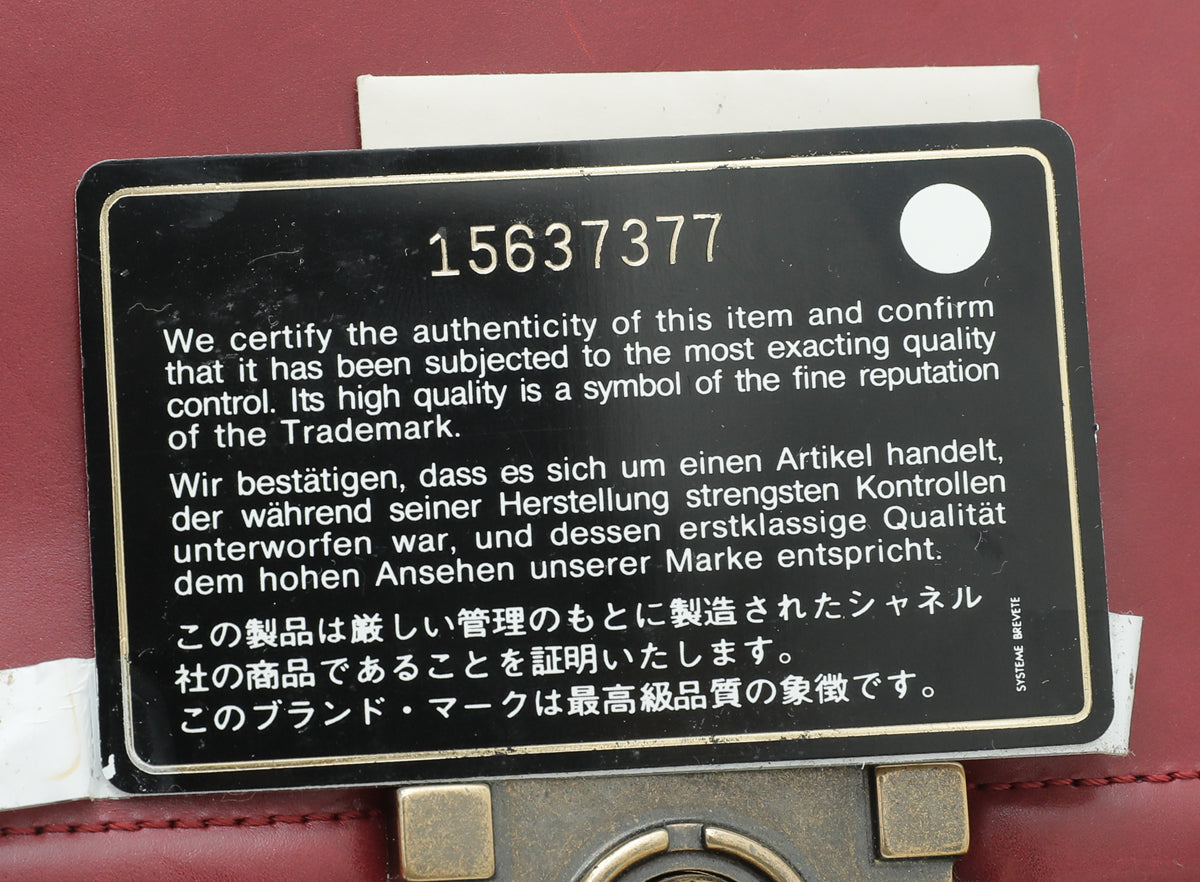 15637377
We certify the authenticity of this item and confirm
that it has been subjected to the most exacting quality
control. Its high quality is a symbol of the fine reputation
of the Trademark.
Wir bestätigen, dass es sich um einen Artikel handelt,
der während seiner Herstellung strengsten Kontrollen
unterworfen war, und dessen erstklassige Qualität
dem hohen Ansehen unserer Marke entspricht.
この製品は厳しい管理のもとに製造されたシャネル
社の商品であることを証明いたします。
このブランド・マークは最高級品質の象徴です。
SYSTEME BREVETE